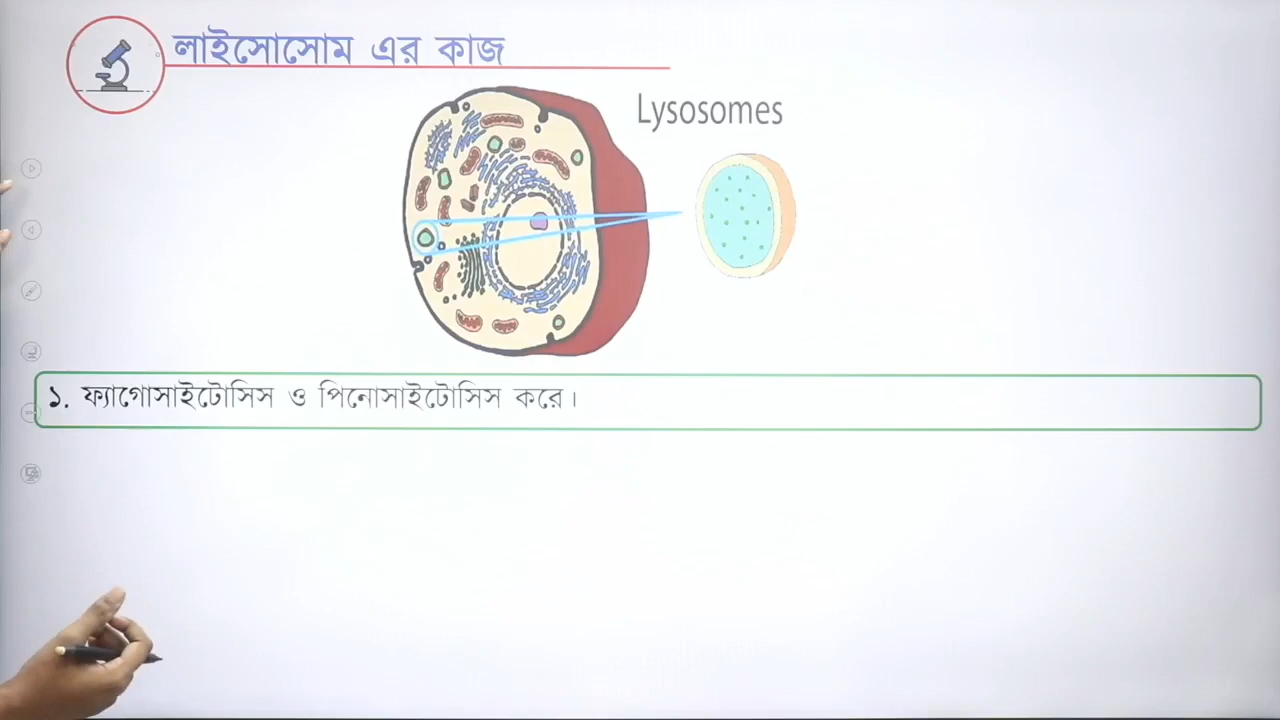 লাইসোসোম এর কাজ
Lysosomes
১. ফ্যাগোসাইটোসিস ও পিনোসাইটোসিস করে।